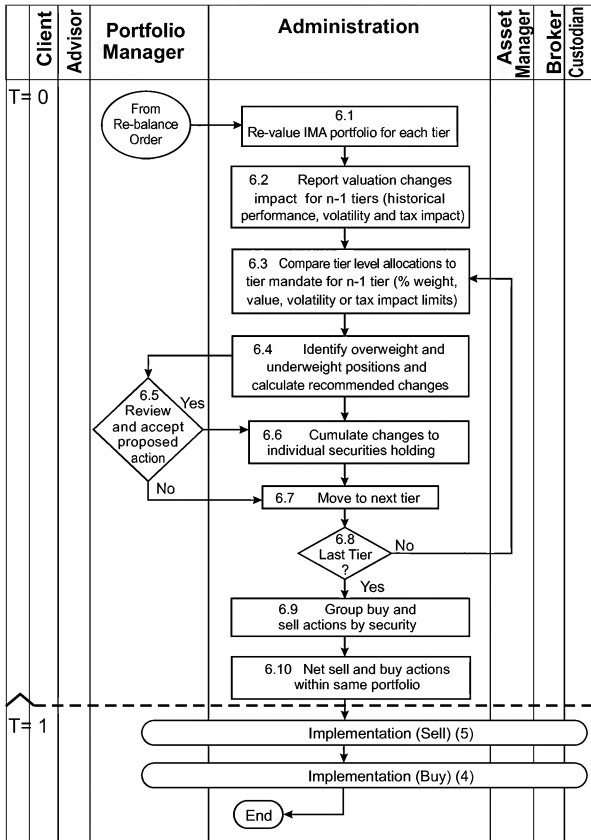 Client
Advisor
Portfolio
Manager
Administration
Asset
Manager
Broker
Custodian
T= 0
From
Re-balance
Order
6.1
Re-value IMA portfolio for each tier
6.2 Report valuation changes
impact for n-1 tiers (historical
performance, volatility and tax impact)
6.3 Compare tier level allocations to
tier mandate for n-1 tier (% weight,
value, volatility or tax impact limits)
6.4 Identify overweight and
underweight positions and
calculate recommended changes
6.5
Review
and accept
proposed
action
Yes
No
6.6 Cumulate changes to
individual securities holding
6.7 Move to next tier
6.8
Last Tier
?
No
Yes
6.9 Group buy and
sell actions by security
6.10 Net sell and buy actions
within same portfolio
T= 1
Implementation (Sell) (5)
Implementation (Buy) (4)
End